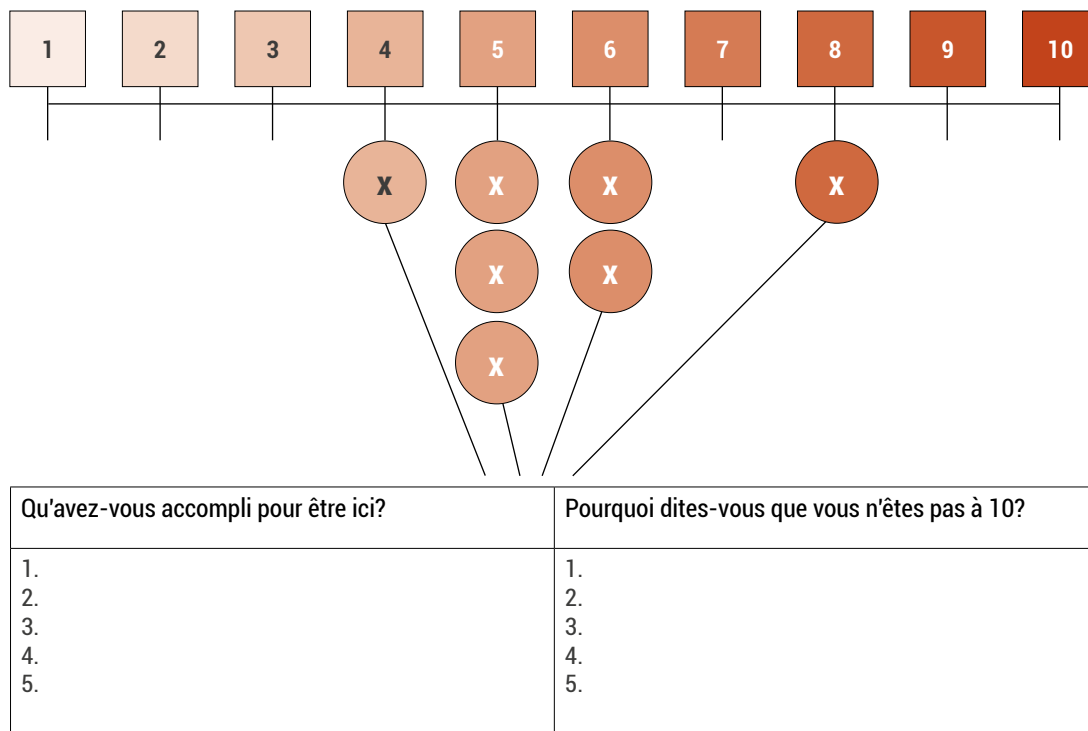 1 2 3 4 5 6 7 8 9 10
x x x x
x x
x
Qu'avez-vous accompli pour être ici?
Pourquoi dites-vous que vous n'êtes pas à 10?
1.
2.
3.
4.
5.
1.
2.
3.
4.
5.